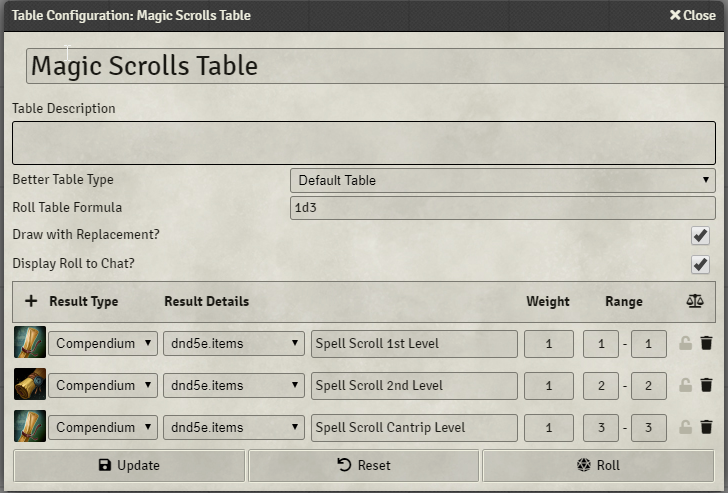 Table Configuration: Magic Scrolls Table Close
Magic Scrolls Table
Table Description
Better Table Type Default Table
Roll Table Formula 1d3
Draw with Replacement?
Display Roll to Chat?
+ Result Type Result Details Weight Range
Compendium dnd5e.items Spell Scroll 1st Level 1 1 - 1
Compendium dnd5e.items Spell Scroll 2nd Level 1 2 - 2
Compendium dnd5e.items Spell Scroll Cantrip Level 1 3 - 3
Update Reset Roll